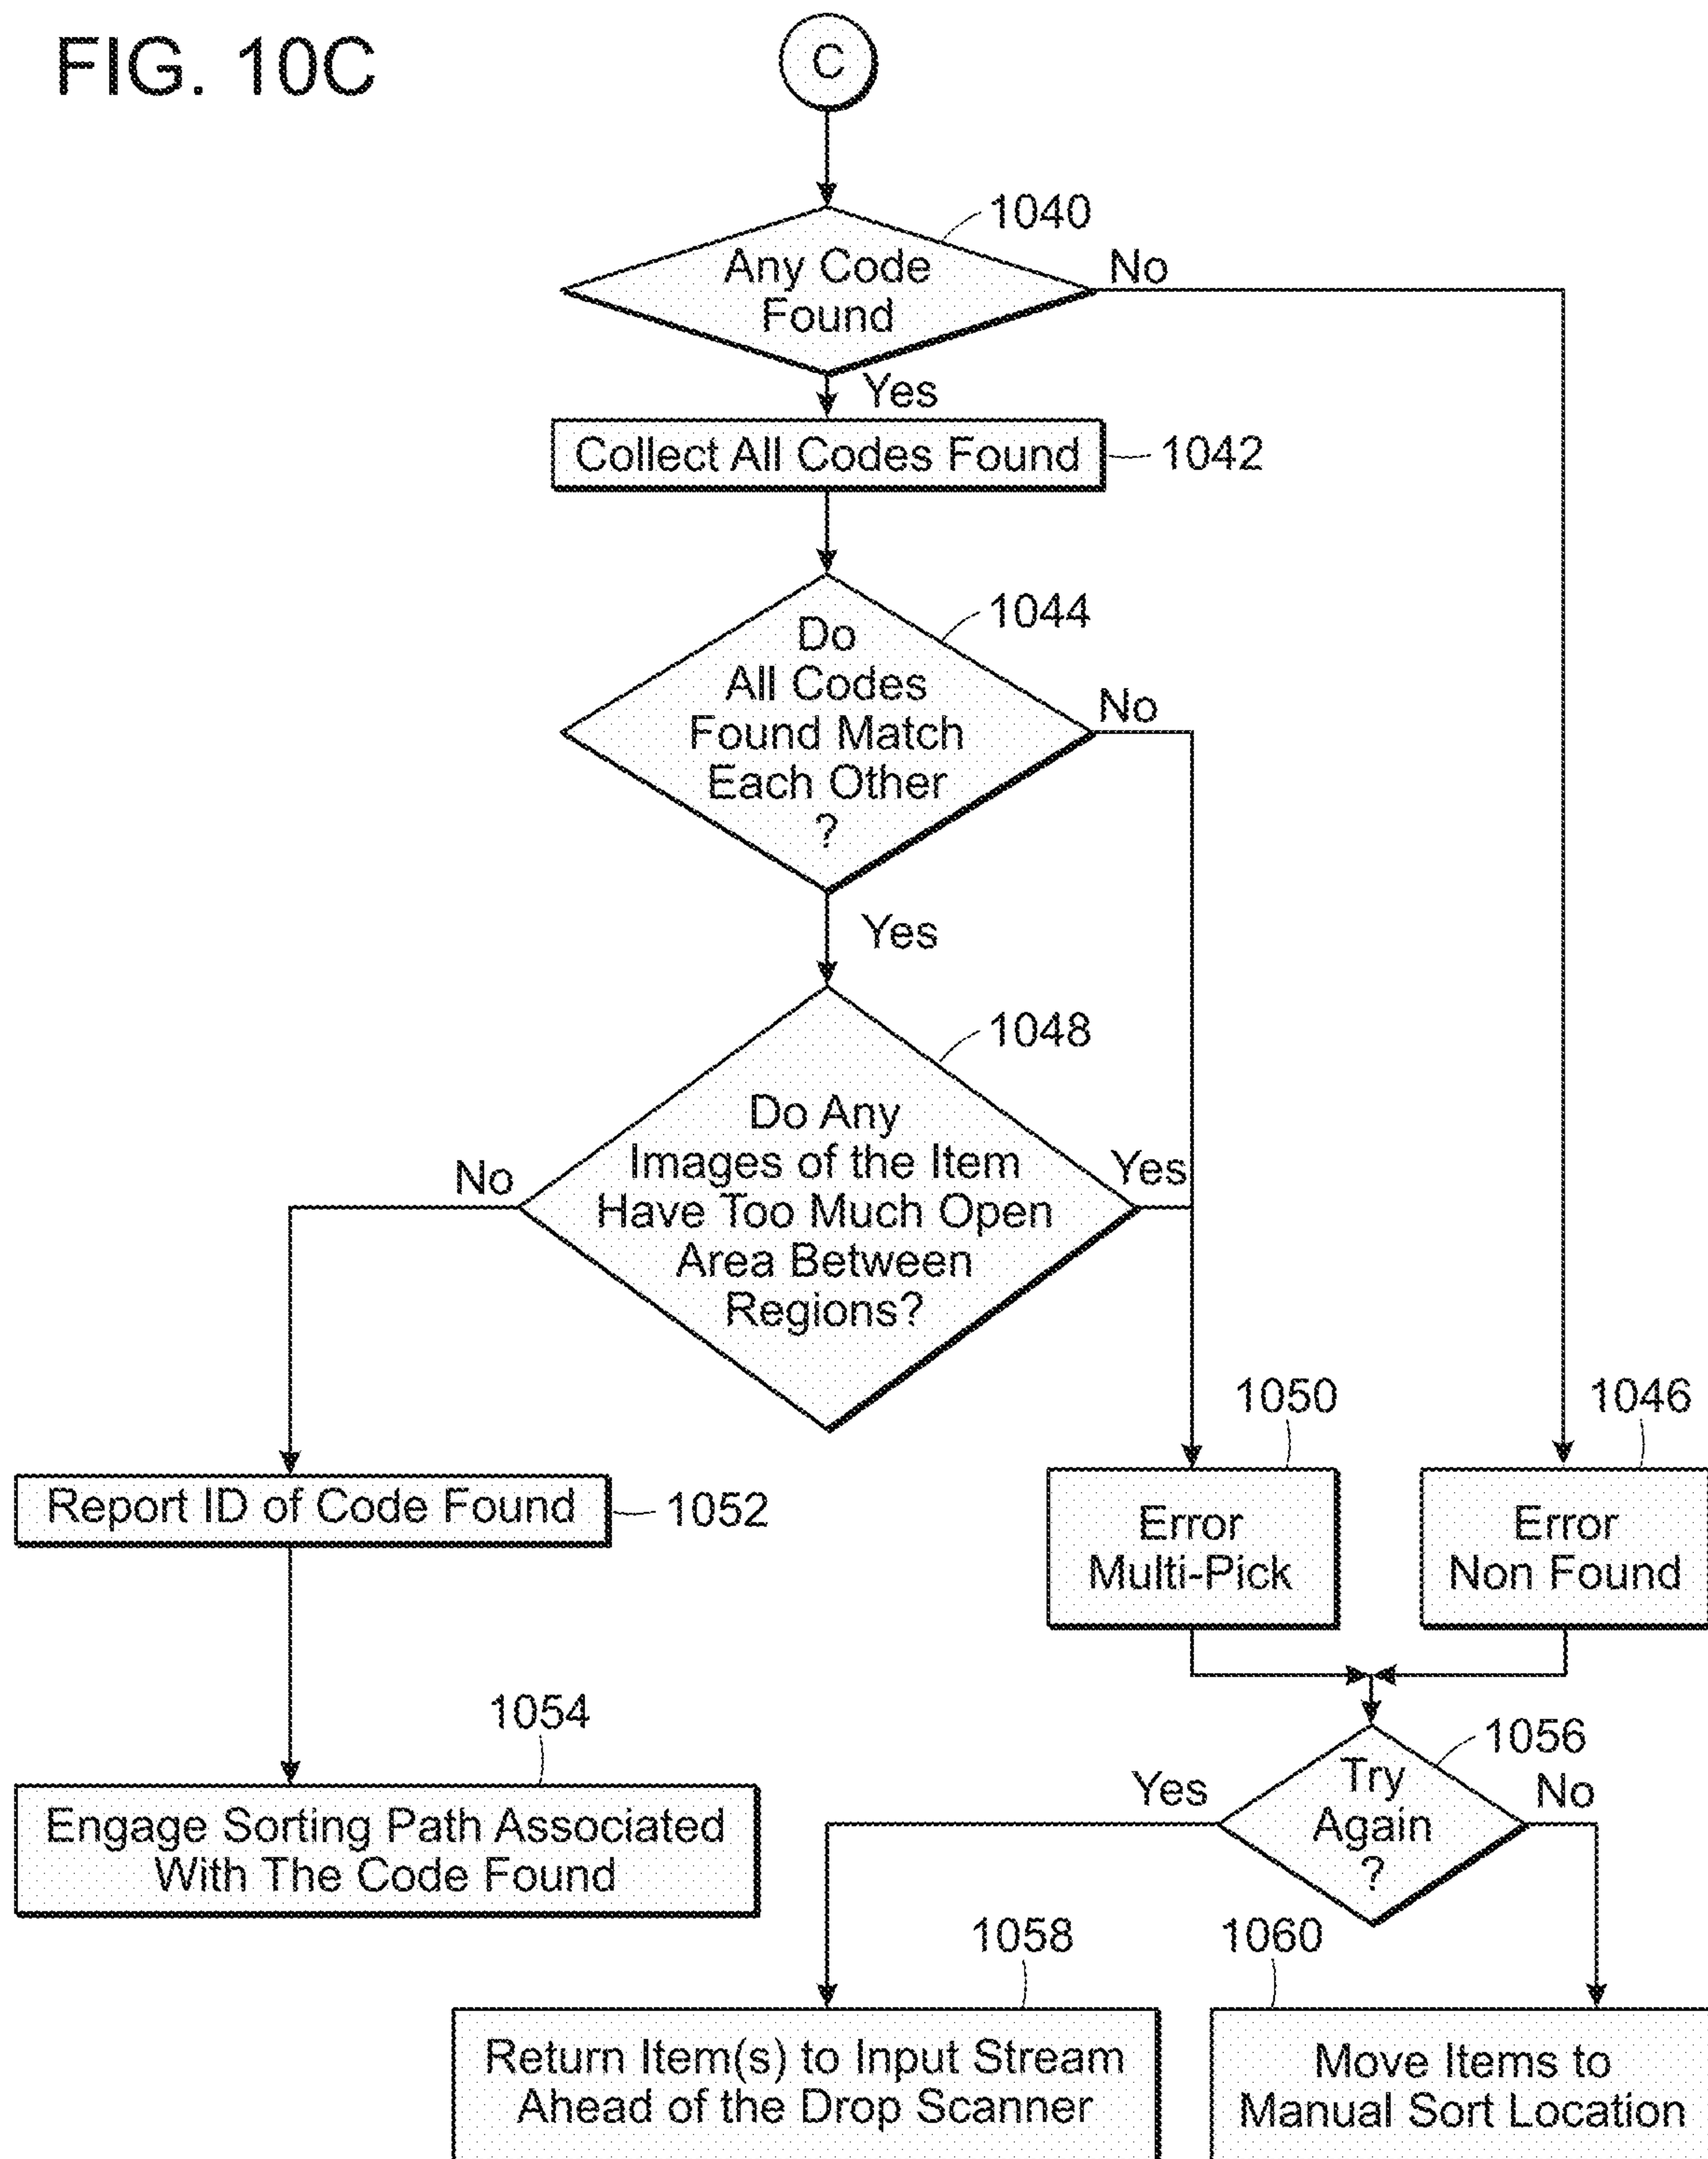 FIG. 10C
C
1040
Any Code
Found
No
Yes
Collect All Codes Found
1042
1044
Do
All Codes
Found Match
Each Other
?
No
Yes
1048
Do Any
Images of the Item
Have Too Much Open
Area Between
Regions?
No
Yes
1050
1046
Report ID of Code Found
1052
Error
Multi-Pick
Error
Non Found
1054
Engage Sorting Path Associated
With The Code Found
1056
Try
Again
?
Yes
No
1058
1060
Return Item(s) to Input Stream
Ahead of the Drop Scanner
Move Items to
Manual Sort Location